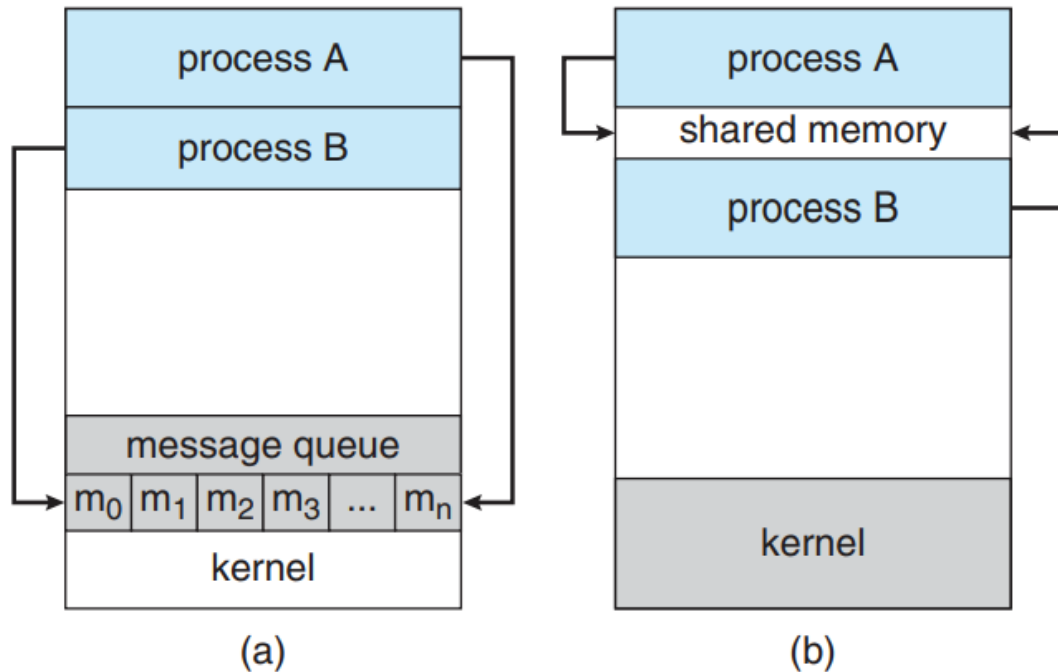 process A
process B
message queue
m₀ m₁ m₂ m₃ ... mₙ
kernel
(a)
process A
shared memory
process B
kernel
(b)